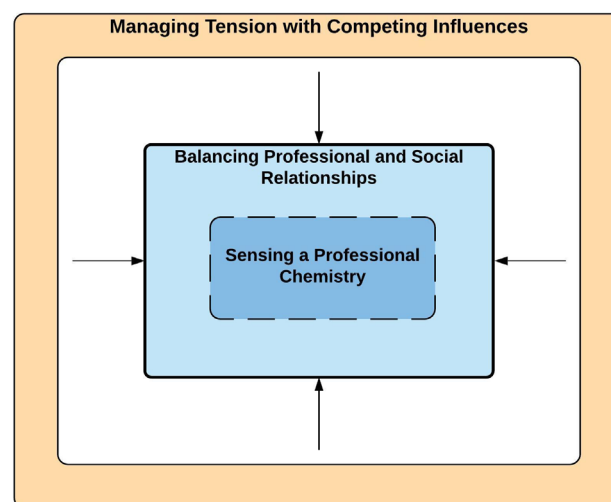 Managing Tension with Competing Influences
Balancing Professional and Social
Relationships
Sensing a Professional
Chemistry